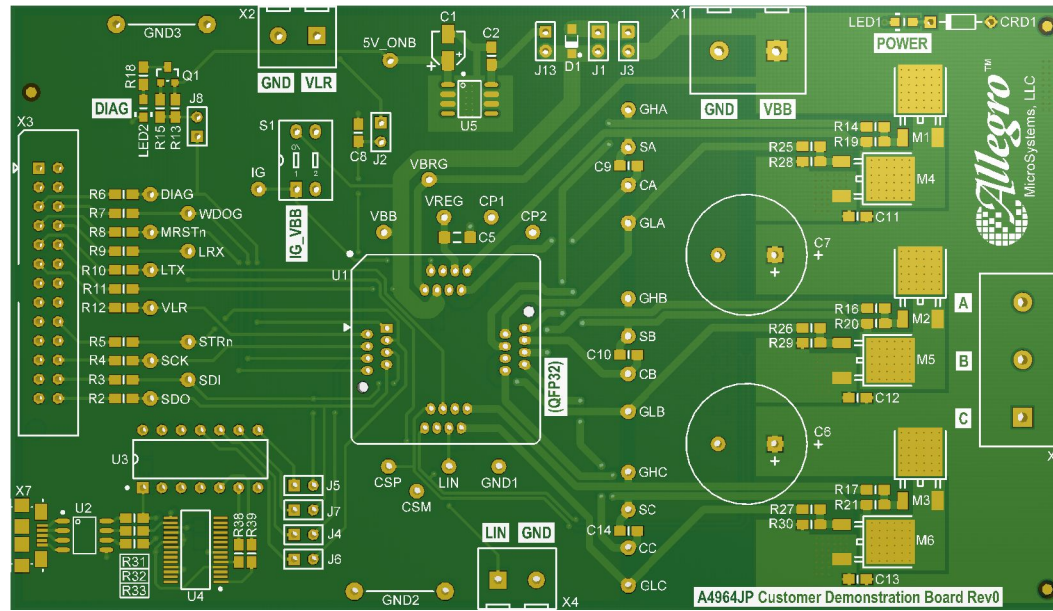 X2
GND3
GND
VLR
5V_ONB
C1
C2
U5
J13
D1
J1
J3
X1
GND
VBB
LED1
CRD1
POWER
Allegro™
MicroSystems, LLC
R18
Q1
DIAG
J8
LED2
R15
R13
X3
S1
ON
1
2
IG
IG_VBB
C8
J2
VBRG
VBB
VREG
CP1
CP2
C5
U1
(QFP32)
GHA
SA
C9
CA
GLA
GHB
SB
C10
CB
GLB
GHC
SC
C14
CC
GLC
R14
R19
M1
R25
R28
M4
C11
C7
R16
R20
M2
R26
R29
M5
C12
C6
R17
R21
M3
R27
R30
M6
C13
A
B
C
X
R6
DIAG
R7
WDOG
R8
MRSTn
R9
LRX
R10
LTX
R11
R12
VLR
R5
STRn
R4
SCK
R3
SDI
R2
SDO
U3
X7
U2
R31
R32
R33
U4
R38
R39
J5
J7
J4
J6
CSP
CSM
LIN
GND1
LIN
GND
X4
GND2
A4964JP Customer Demonstration Board Rev0